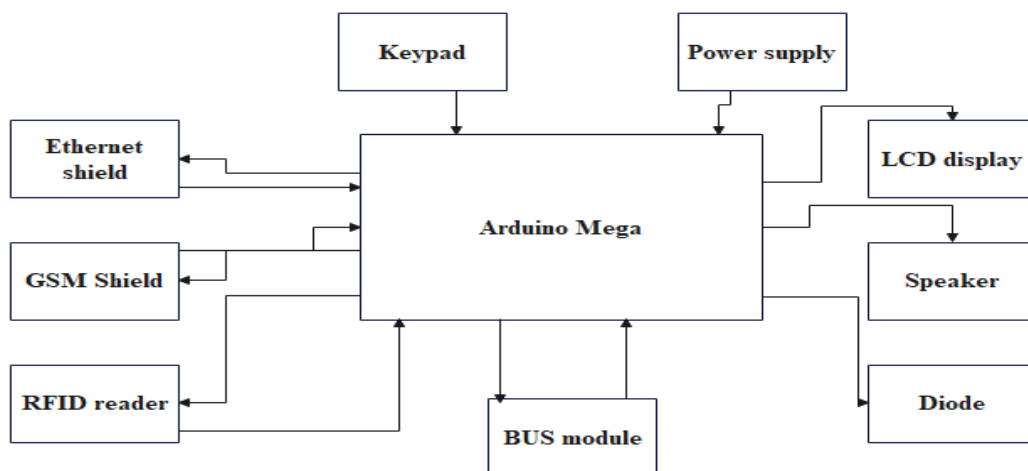 Keypad
Power supply
Ethernet
shield
LCD display
Arduino Mega
GSM Shield
Speaker
RFID reader
Diode
BUS module